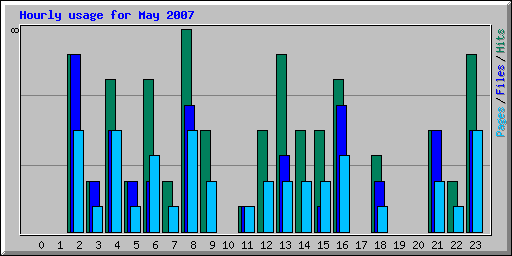 Hourly usage for May 2007
8
Pages/Files/Hits
0 1 2 3 4 5 6 7 8 9 10 11 12 13 14 15 16 17 18 19 20 21 22 23